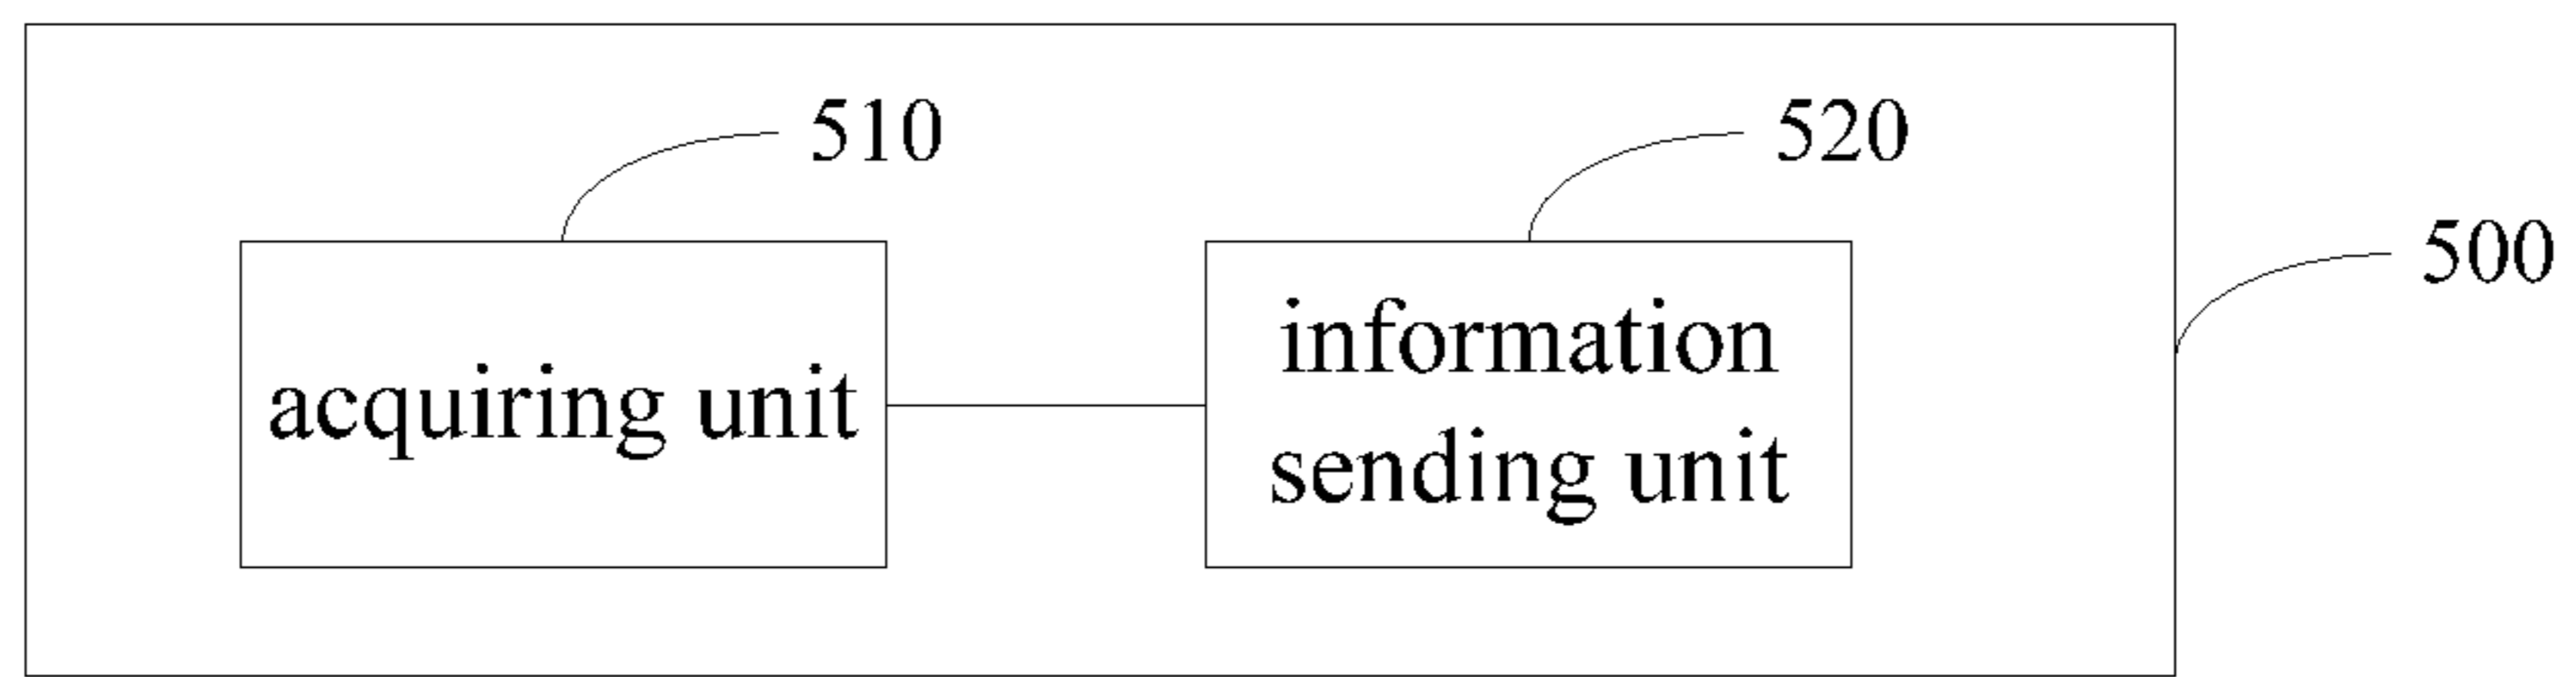 510
520
500
acquiring unit
information
sending unit